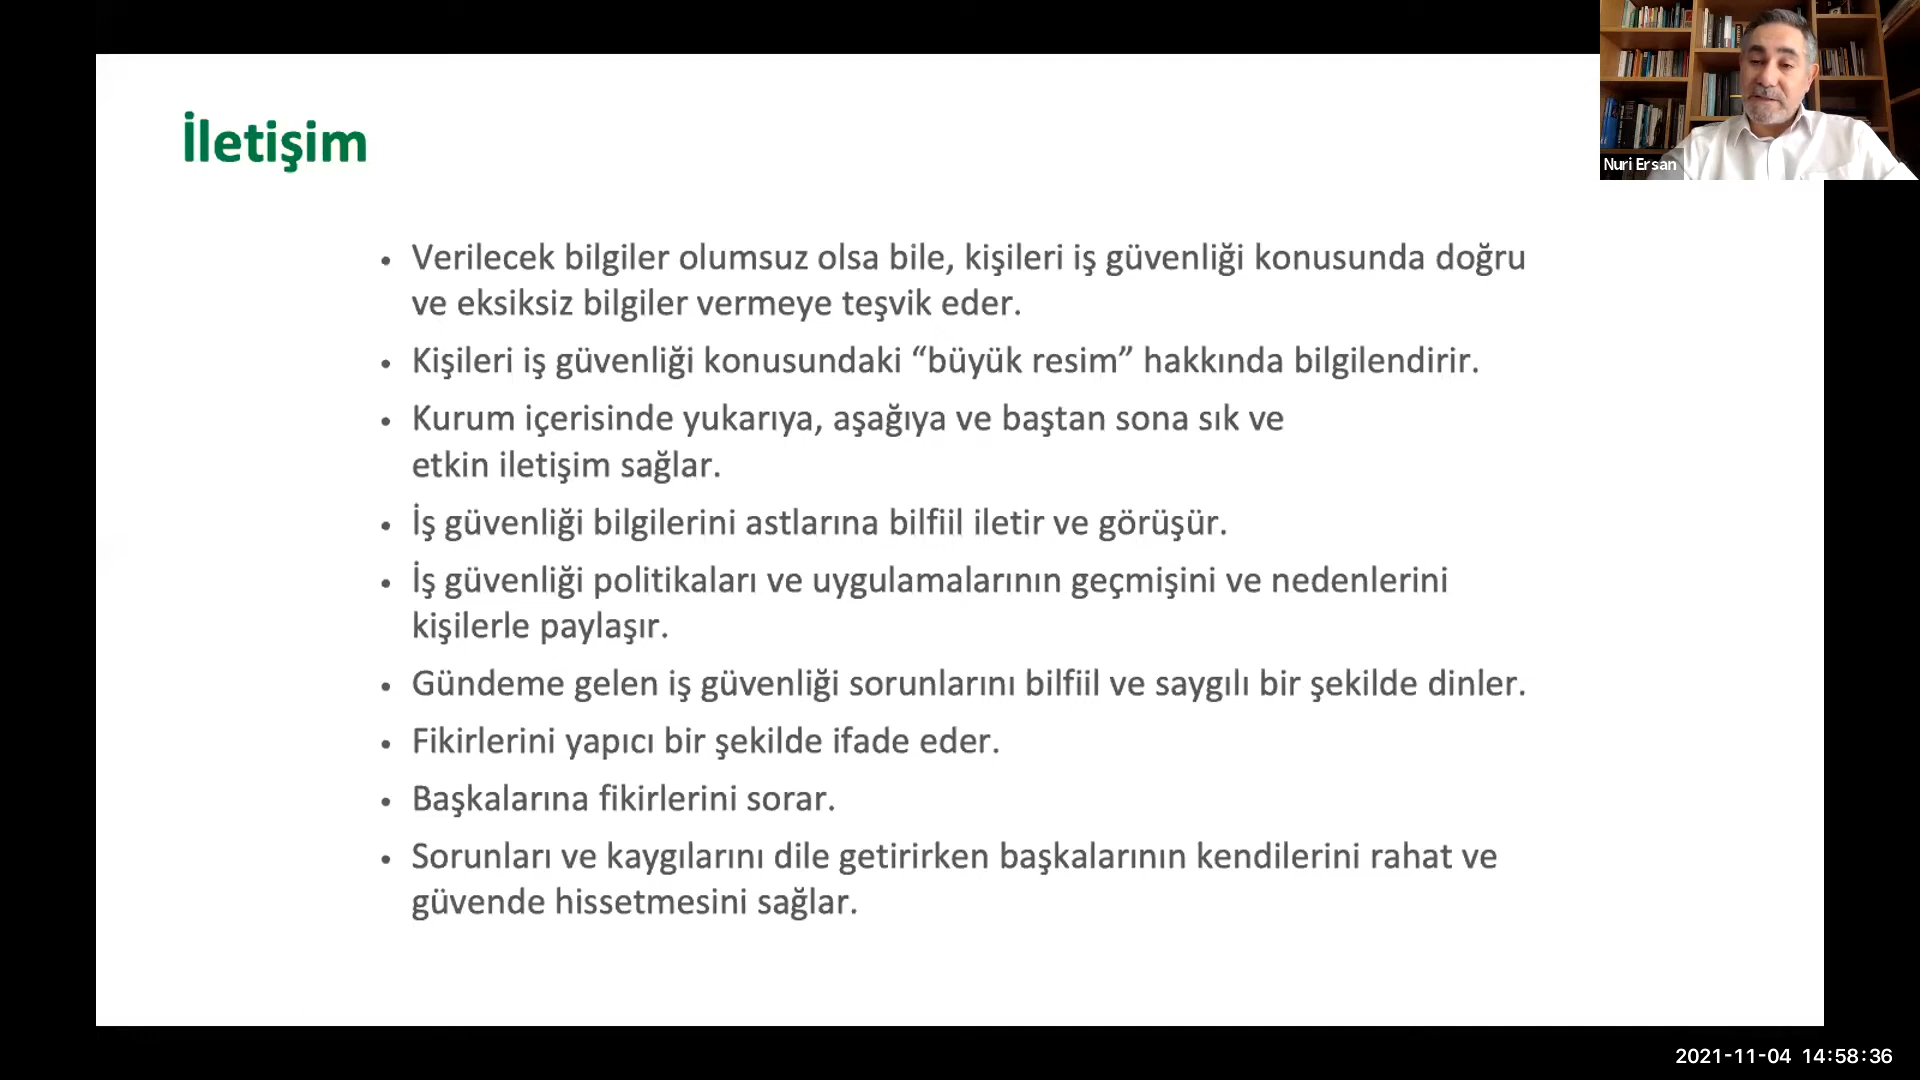 İletişim
Nuri Ersan
• Verilecek bilgiler olumsuz olsa bile, kişileri iş güvenliği konusunda doğru
ve eksiksiz bilgiler vermeye teşvik eder.
• Kişileri iş güvenliği konusundaki “büyük resim” hakkında bilgilendirir.
• Kurum içerisinde yukarıya, aşağıya ve baştan sona sık ve
etkin iletişim sağlar.
• İş güvenliği bilgilerini astlarına bilfiil iletir ve görüşür.
• İş güvenliği politikaları ve uygulamalarının geçmişini ve nedenlerini
kişilerle paylaşır.
• Gündeme gelen iş güvenliği sorunlarını bilfiil ve saygılı bir şekilde dinler.
• Fikirlerini yapıcı bir şekilde ifade eder.
• Başkalarına fikirlerini sorar.
• Sorunları ve kaygılarını dile getirirken başkalarının kendilerini rahat ve
güvende hissetmesini sağlar.
2021-11-04 14:58:36